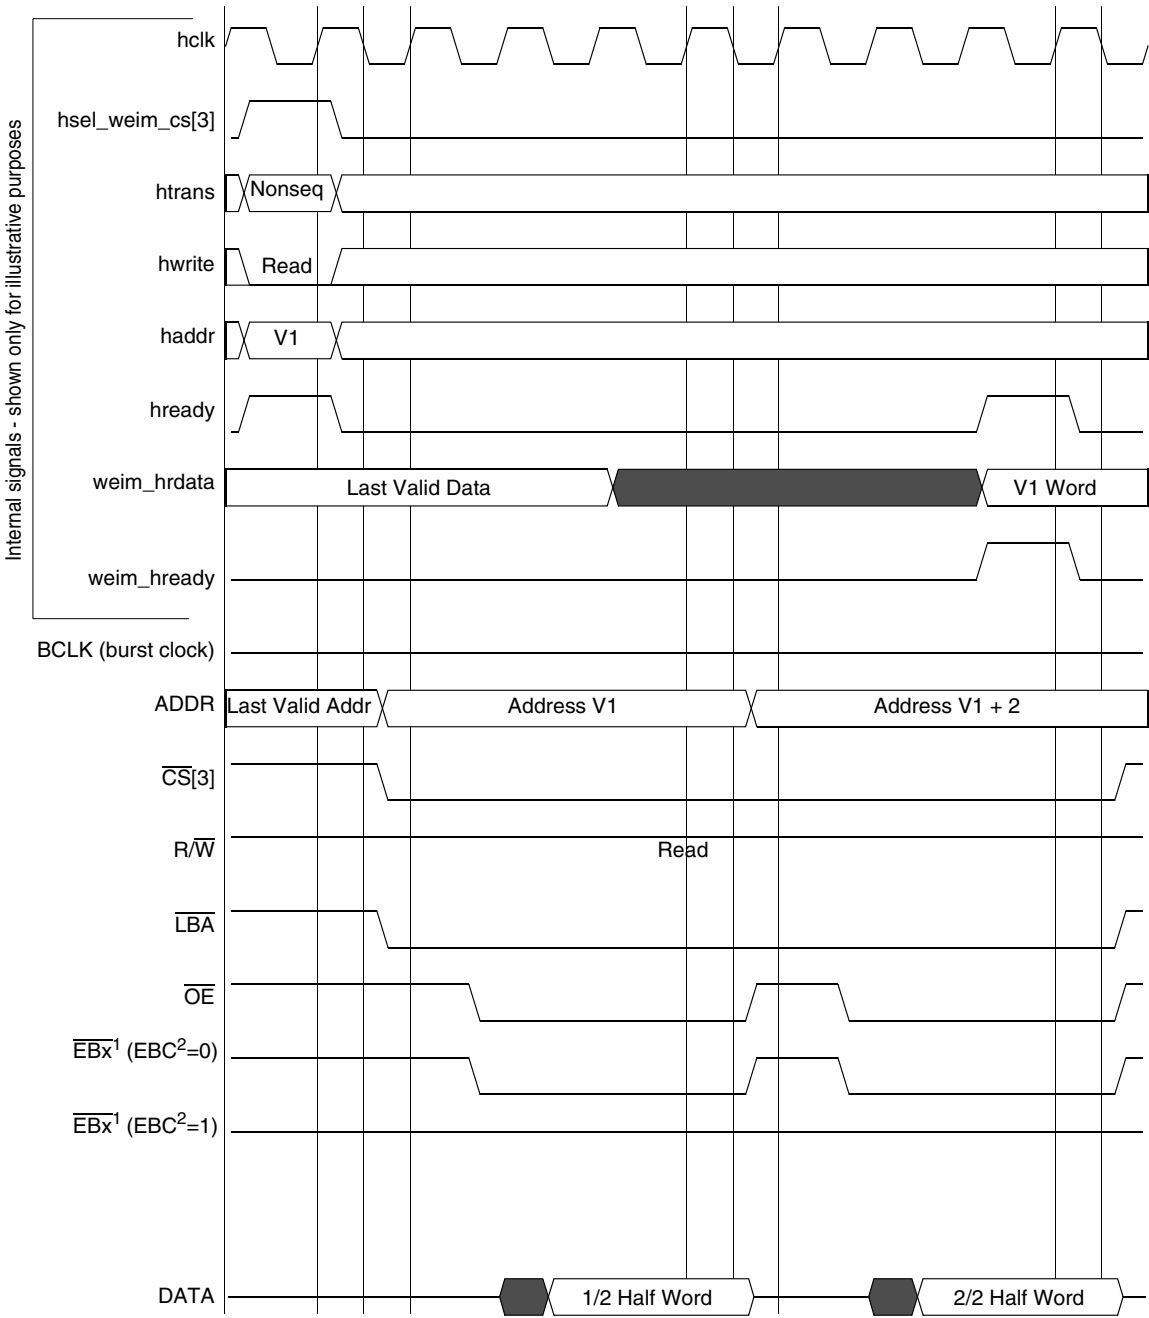 Internal signals - shown only for illustrative purposes
hclk
hsel_weim_cs[3]
htrans
Nonseq
hwrite
Read
haddr
V1
hready
weim_hrdata
Last Valid Data
V1 Word
weim_hready
BCLK (burst clock)
ADDR
Last Valid Addr
Address V1
Address V1 + 2
CS[3]
R/W
Read
LBA
OE
EBx1 (EBC2=0)
EBx1 (EBC2=1)
DATA
1/2 Half Word
2/2 Half Word